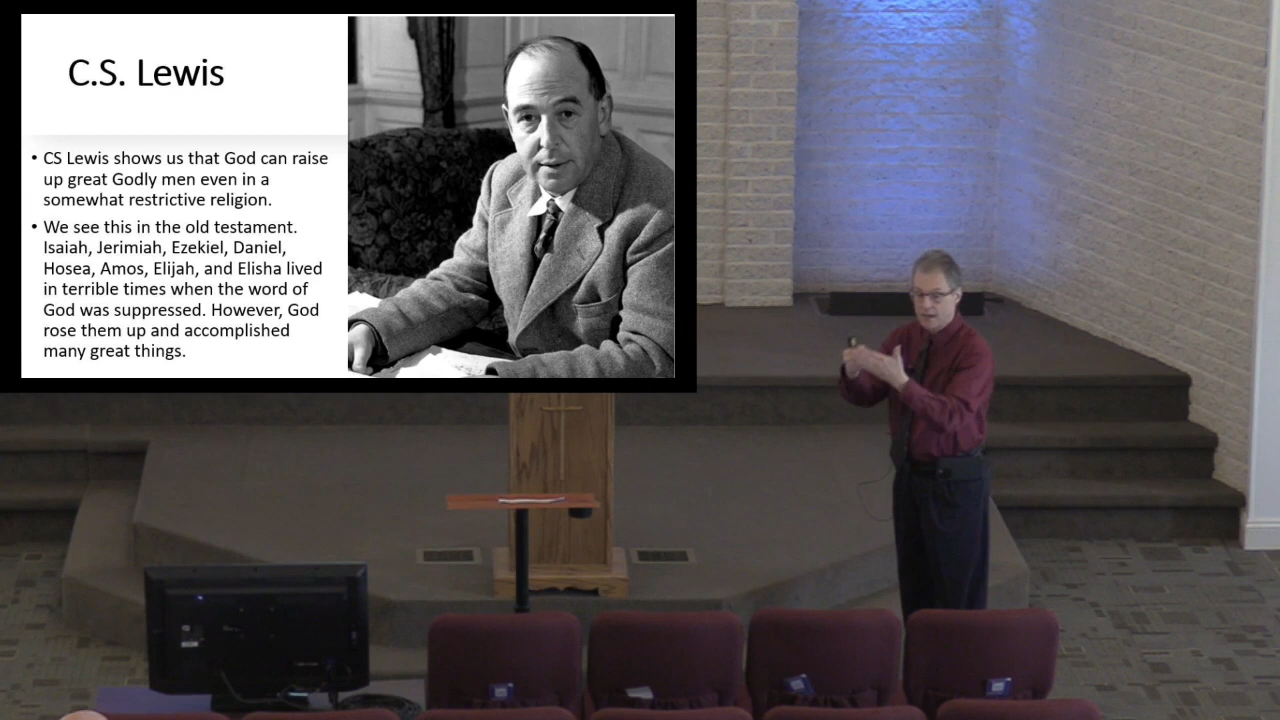 C.S. Lewis
• CS Lewis shows us that God can raise
up great Godly men even in a
somewhat restrictive religion.
• We see this in the old testament.
Isaiah, Jerimiah, Ezekiel, Daniel,
Hosea, Amos, Elijah, and Elisha lived
in terrible times when the word of
God was suppressed. However, God
rose them up and accomplished
many great things.